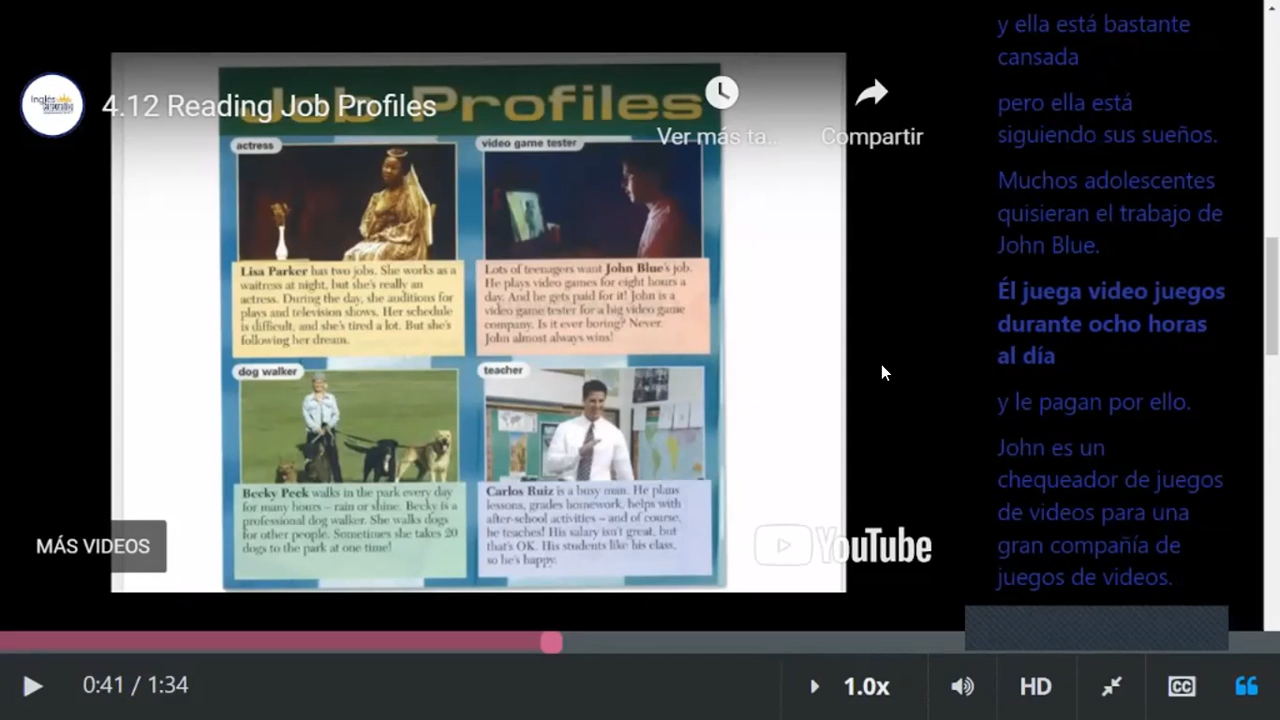 4.12 Reading Job Profiles
Job Profiles
Ver más ta...
Compartir
actress
Lisa Parker has two jobs. She works as a
waitress at night, but she's really an
actress. During the day, she auditions for
plays and television shows. Her schedule
is difficult, and she's tired a lot. But she's
following her dream.
video game tester
Lots of teenagers want John Blue's job.
He plays video games for eight hours a
day. And he gets paid for it! John is a
video game tester for a big video game
company. Is it ever boring? Never.
John almost always wins!
dog walker
Becky Peck walks in the park every day
for many hours – rain or shine. Becky is a
professional dog walker. She walks dogs
for other people. Sometimes she takes 20
dogs to the park at one time!
teacher
Carlos Ruiz is a busy man. He plans
lessons, grades homework, helps with
after-school activities – and of course,
he teaches! His salary isn't great, but
that's OK. His students like his class,
so he's happy.
MÁS VIDEOS
YouTube
y ella está bastante
cansada
pero ella está
siguiendo sus sueños.
Muchos adolescentes
quisieran el trabajo de
John Blue.
Él juega video juegos
durante ocho horas
al día
y le pagan por ello.
John es un
chequeador de juegos
de videos para una
gran compañía de
juegos de videos.
0:41 / 1:34
1.0x
HD
CC